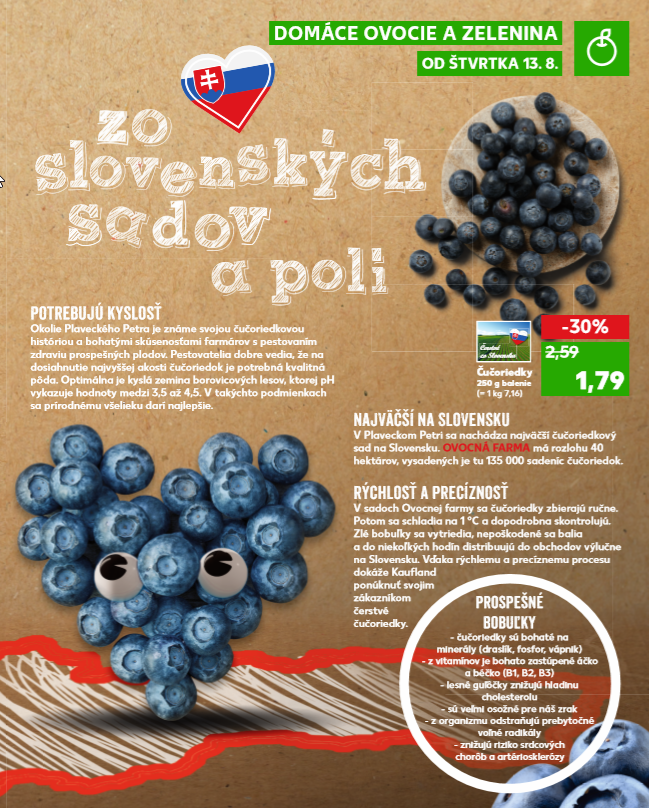 DOMÁCE OVOCIE A ZELENINA
OD ŠTVRTKA 13. 8.
zo
slovenských
sadov
a polí
POTREBUJÚ KYSLOSŤ
Okolie Plaveckého Petra je známe svojou čučoriedkovou
históriou a bohatými skúsenosťami farmárov s pestovaním
zdraviu prospešných plodov. Pestovatelia dobre vedia, že na
dosiahnutie najvyššej akosti čučoriedok je potrebná kvalitná
pôda. Optimálna je kyslá zemina borovicových lesov, ktorej pH
vykazuje hodnoty medzi 3,5 až 4,5. V takýchto podmienkach
sa prírodnému všelieku darí najlepšie.
Čerstvé
zo Slovenska
Čučoriedky
250 g balenie
(= 1 kg 7,16)
-30%
2,59
1,79
NAJVÄČŠÍ NA SLOVENSKU
V Plaveckom Petri sa nachádza najväčší čučoriedkový
sad na Slovensku. OVOCNÁ FARMA má rozlohu 40
hektárov, vysadených je tu 135 000 sadeníc čučoriedok.
RÝCHLOSŤ A PRECÍZNOSŤ
V sadoch Ovocnej farmy sa čučoriedky zbierajú ručne.
Potom sa schladia na 1 °C a dopodrobna skontrolujú.
Zlé bobuľky sa vytriedia, nepoškodené sa balia
a do niekoľkých hodín distribuujú do obchodov výlučne
na Slovensku. Vďaka rýchlemu a precíznemu procesu
dokáže Kaufland
ponúknuť svojim
zákazníkom
čerstvé
čučoriedky.
PROSPEŠNÉ
BOBUĽKY
- čučoriedky sú bohaté na
minerály (draslík, fosfor, vápnik)
- z vitamínov je bohato zastúpené áčko
a béčko (B1, B2, B3)
- lesné guľôčky znižujú hladinu
cholesterolu
- sú veľmi osožné pre náš zrak
- z organizmu odstraňujú prebytočné
voľné radikály
- znižujú riziko srdcových
chorôb a artériosklerózy